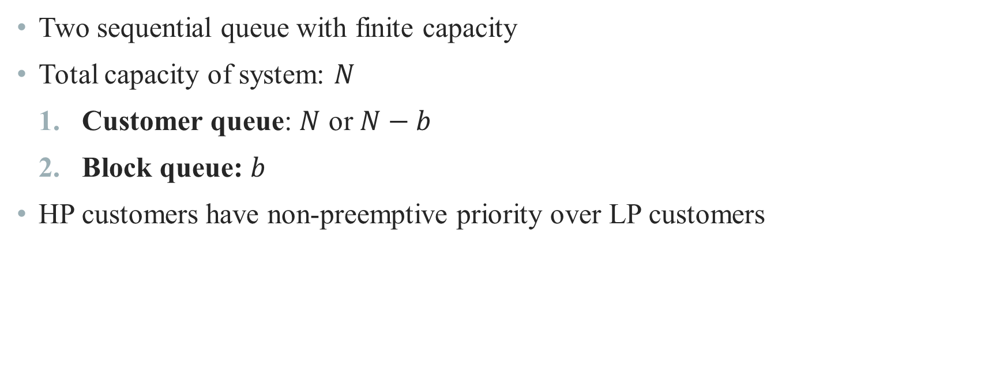 • Two sequential queue with finite capacity
• Total capacity of system: N
1. Customer queue: N or N − b
2. Block queue: b
• HP customers have non-preemptive priority over LP customers